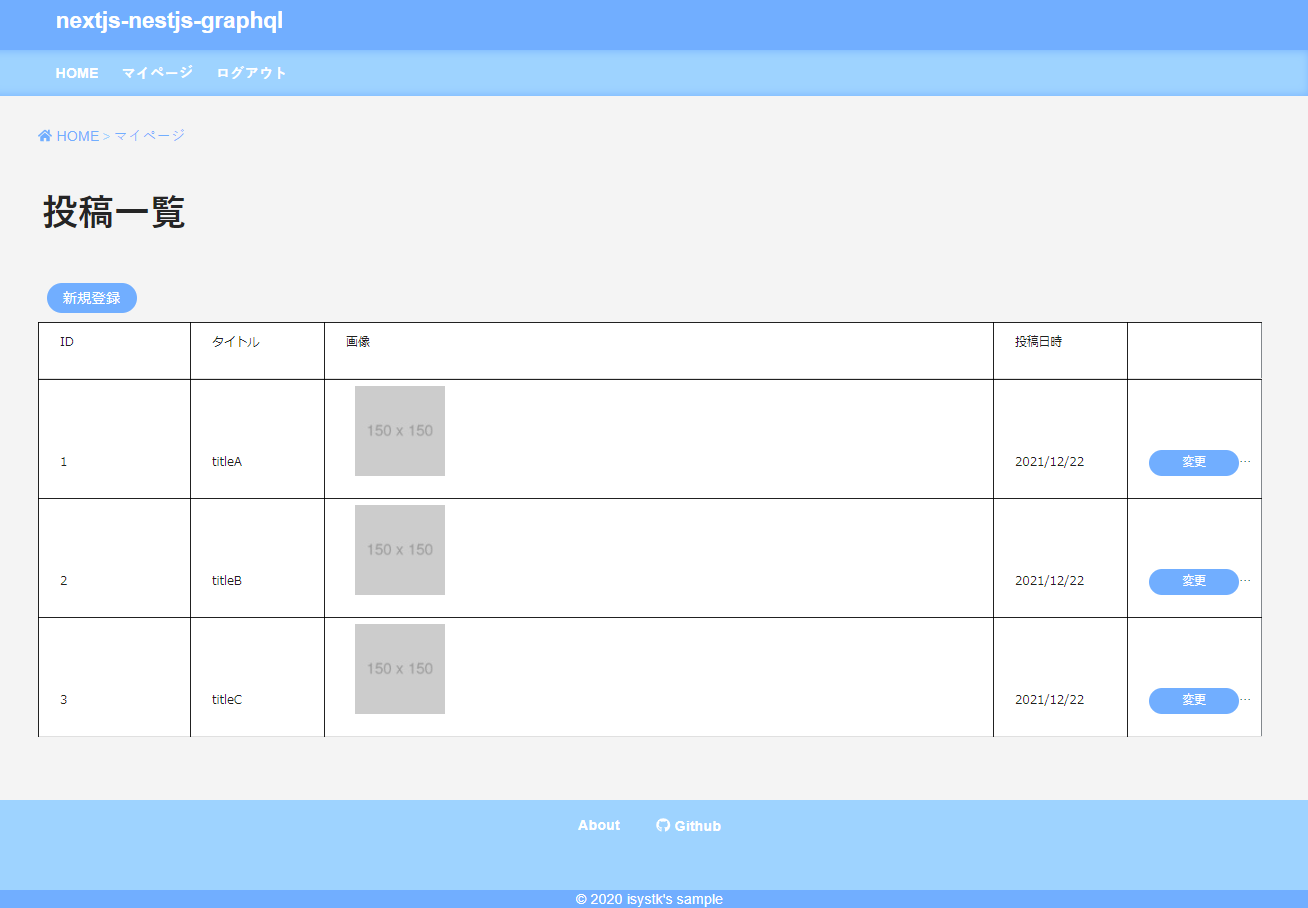 nextjs-nestjs-graphql
HOME マイページ ログアウト
HOME > マイページ
投稿一覧
新規登録
ID タイトル 画像 投稿日時
150 x 150
1 titleA 2021/12/22 変更 …
150 x 150
2 titleB 2021/12/22 変更 …
150 x 150
3 titleC 2021/12/22 変更 …
About Github
© 2020 isystk's sample